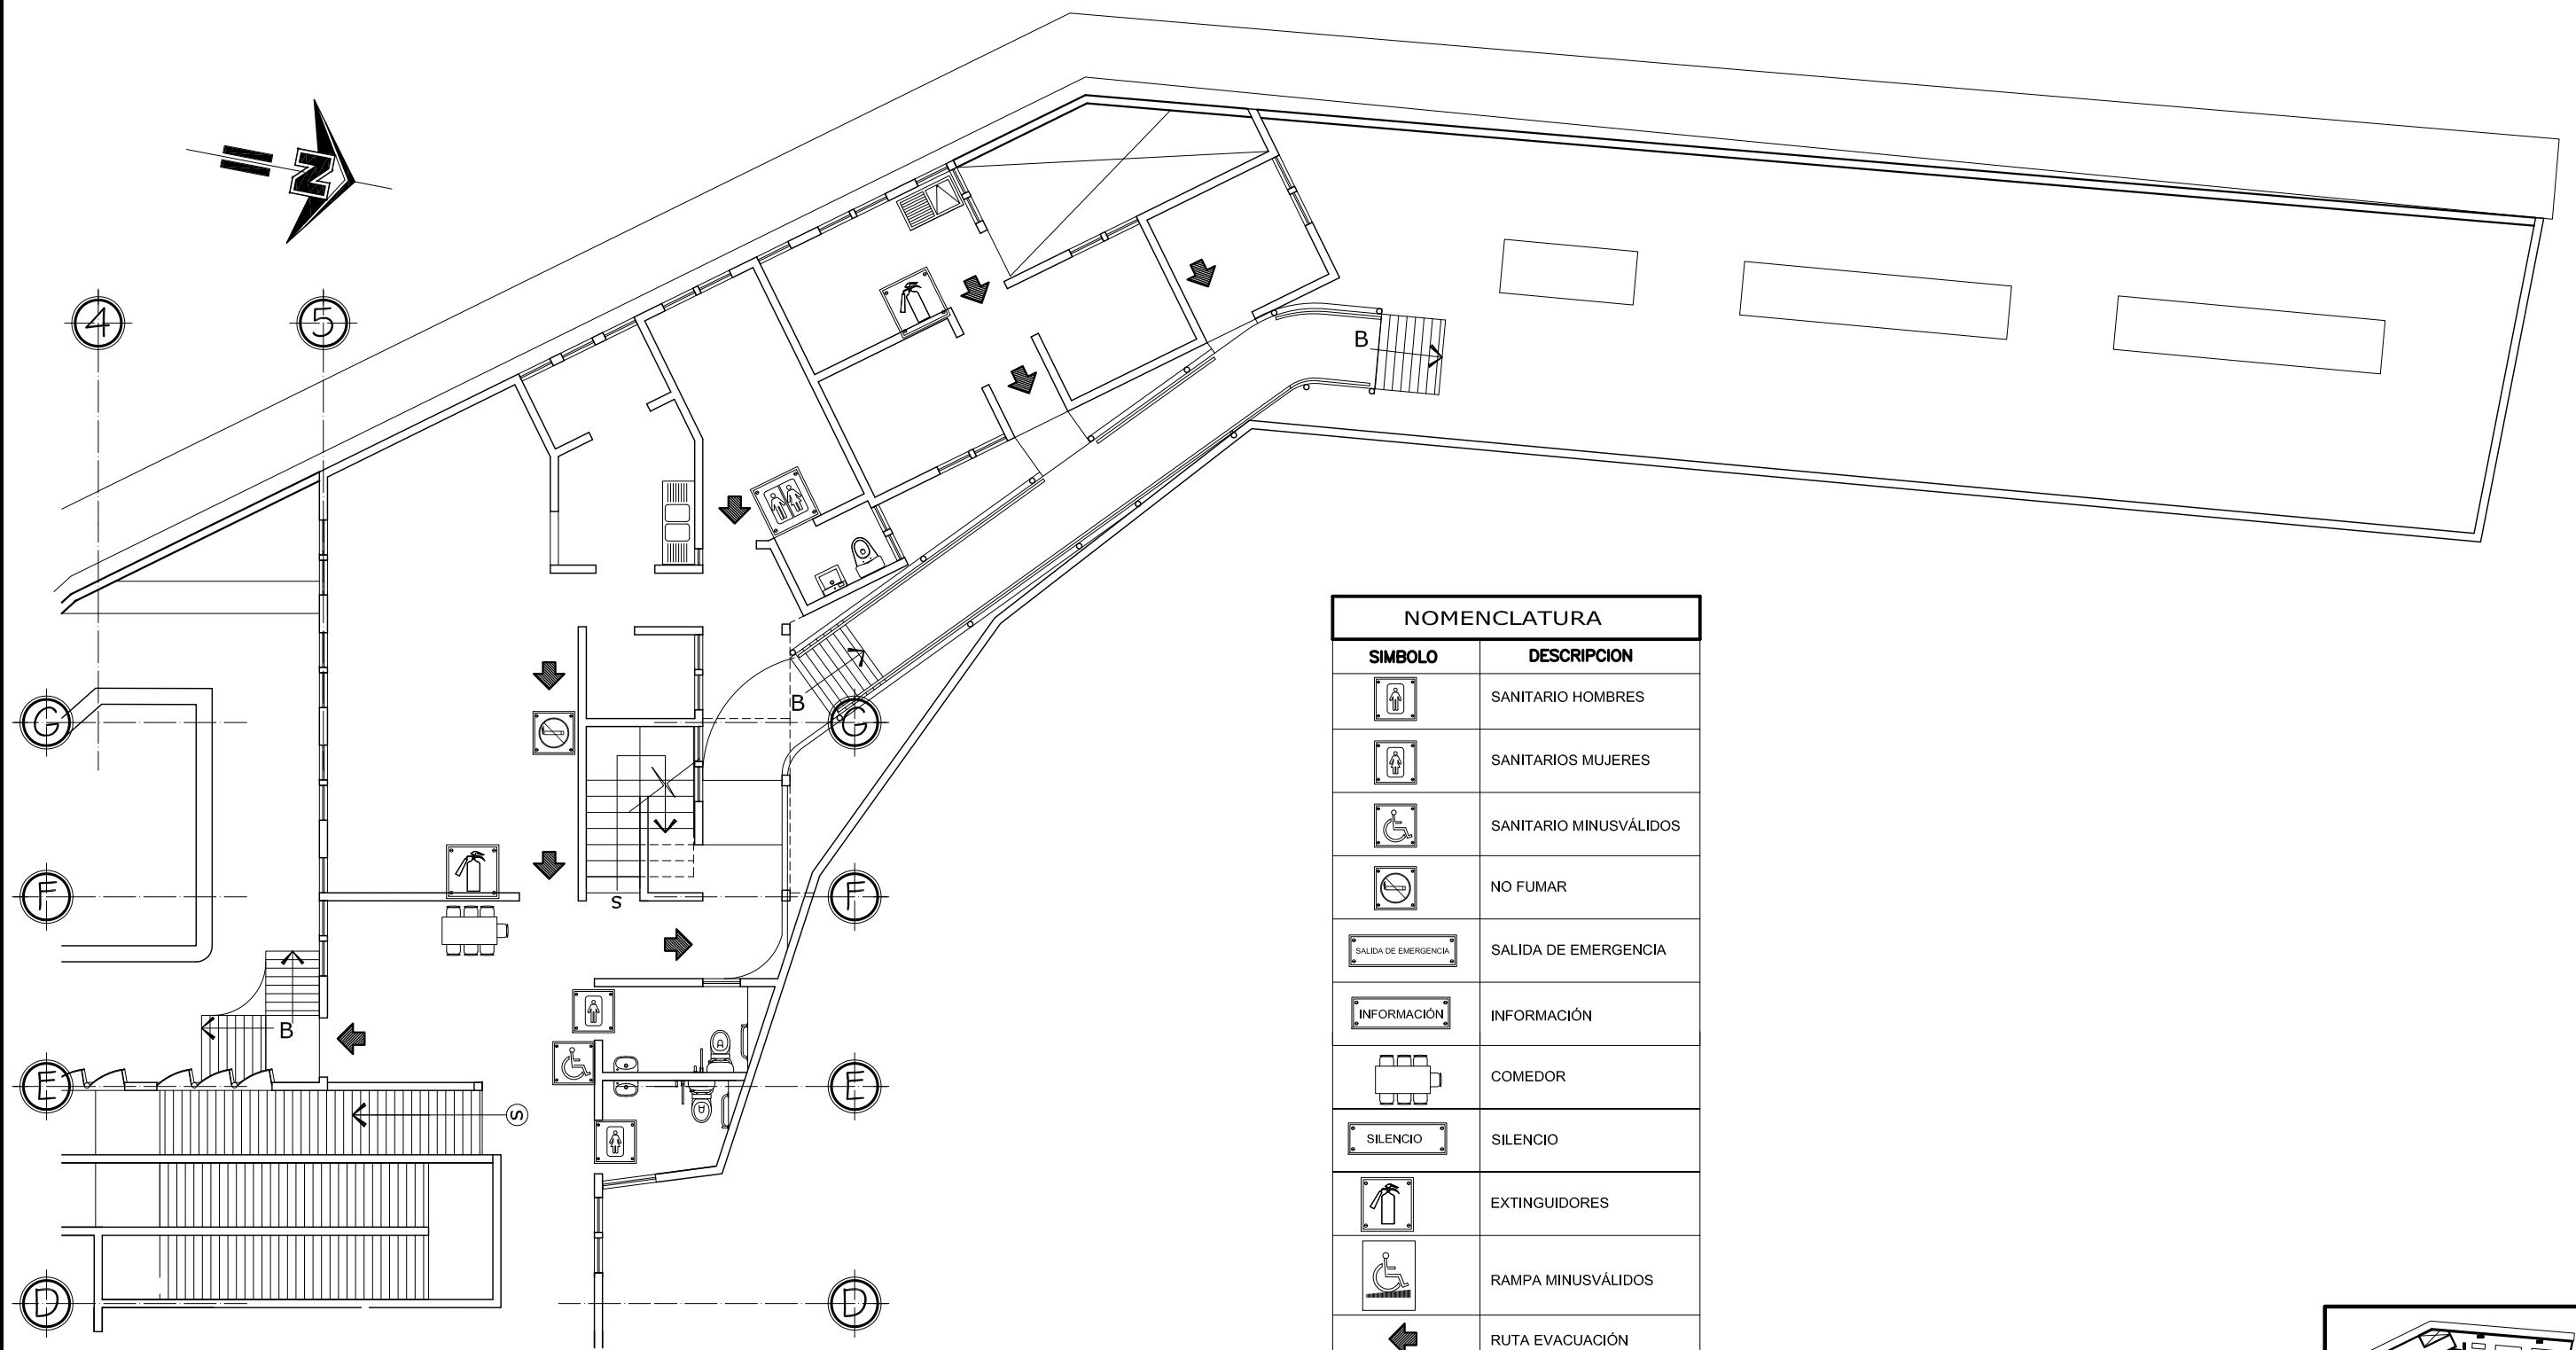 N
4
5
B
B
G
G
F
F
S
B
E
E
S
D
D
NOMENCLATURA
SIMBOLO DESCRIPCION
SANITARIO HOMBRES
SANITARIOS MUJERES
SANITARIO MINUSVÁLIDOS
NO FUMAR
SALIDA DE EMERGENCIA SALIDA DE EMERGENCIA
INFORMACIÓN INFORMACIÓN
COMEDOR
SILENCIO SILENCIO
EXTINGUIDORES
RAMPA MINUSVÁLIDOS
RUTA EVACUACIÓN